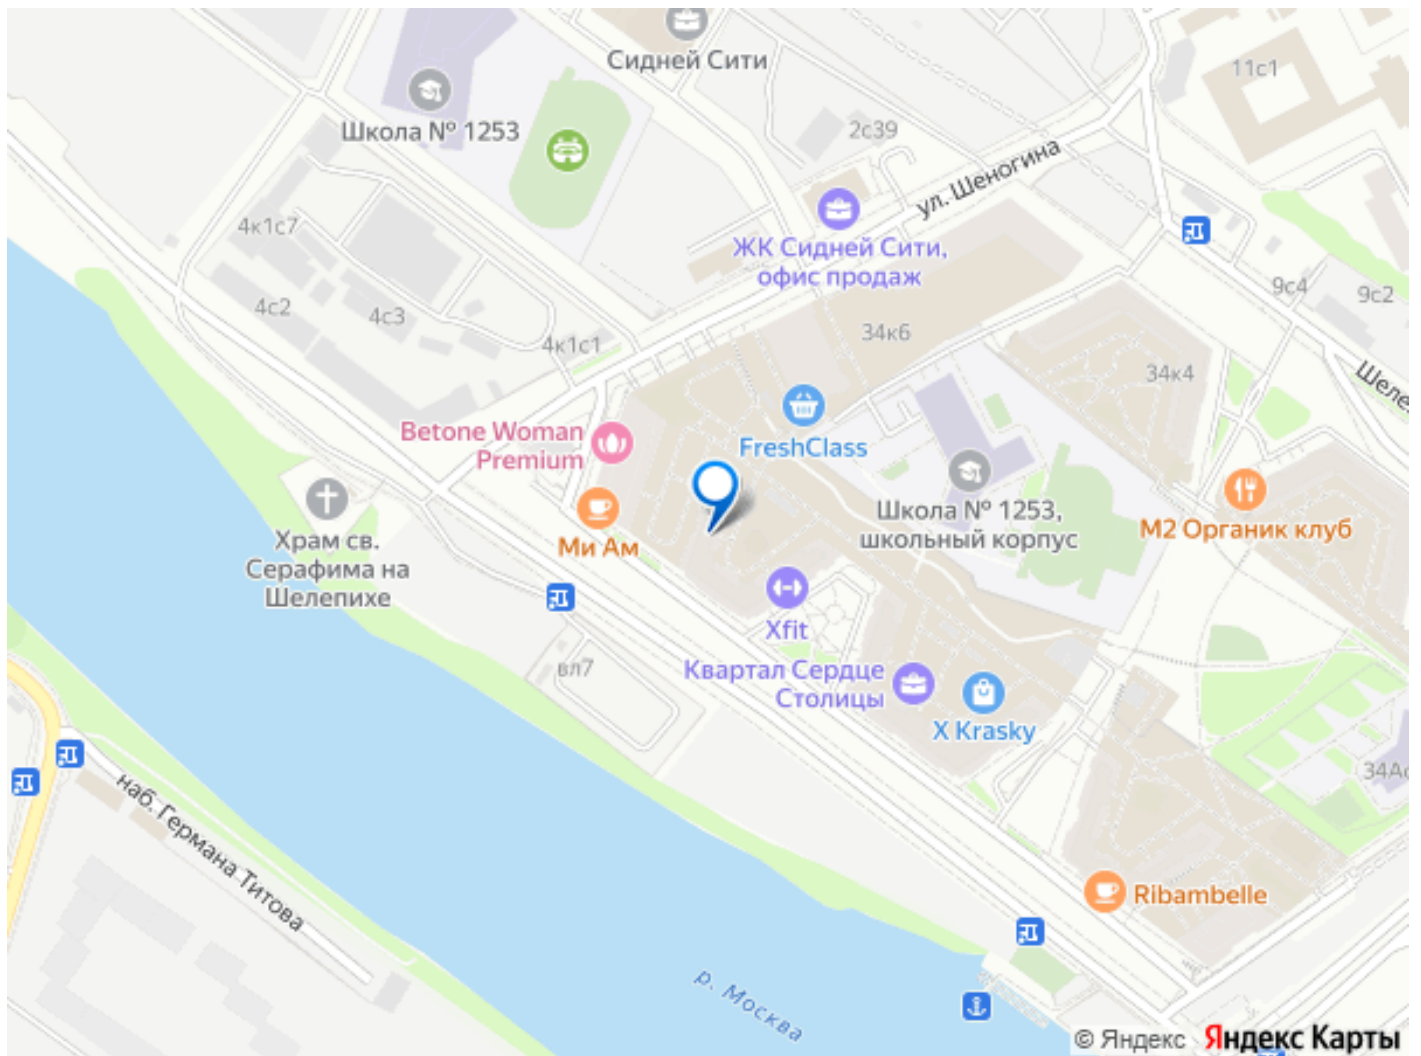 Сидней Сити
11с1
Школа № 1253
2с39
ул. Шеногина
4к1с7
ЖК Сидней Сити,
офис продаж
9с4
9с2
4с2
4с3
34к6
4к1с1
34к4
Шеле
Betone Woman
Premium
FreshClass
Школа № 1253,
школьный корпус
М2 Органик клуб
Ми Ам
Храм св.
Серафима на
Шелепихе
Xfit
вл7
Квартал Сердце
Столицы
X Krasky
34Ас
наб. Германа Титова
Ribambelle
р. Москва
© Яндекс Яндекс Карты